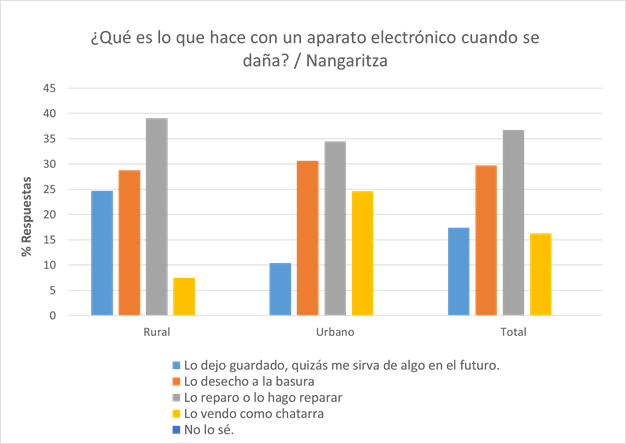 ¿Qué es lo que hace con un aparato electrónico cuando se
daña? / Nangaritza
45
40
35
30
25
20
15
10
5
0
% Respuestas
Rural
Urbano
Total
Lo dejo guardado, quizás me sirva de algo en el futuro.
Lo desecho a la basura
Lo reparo o lo hago reparar
Lo vendo como chatarra
No lo sé.